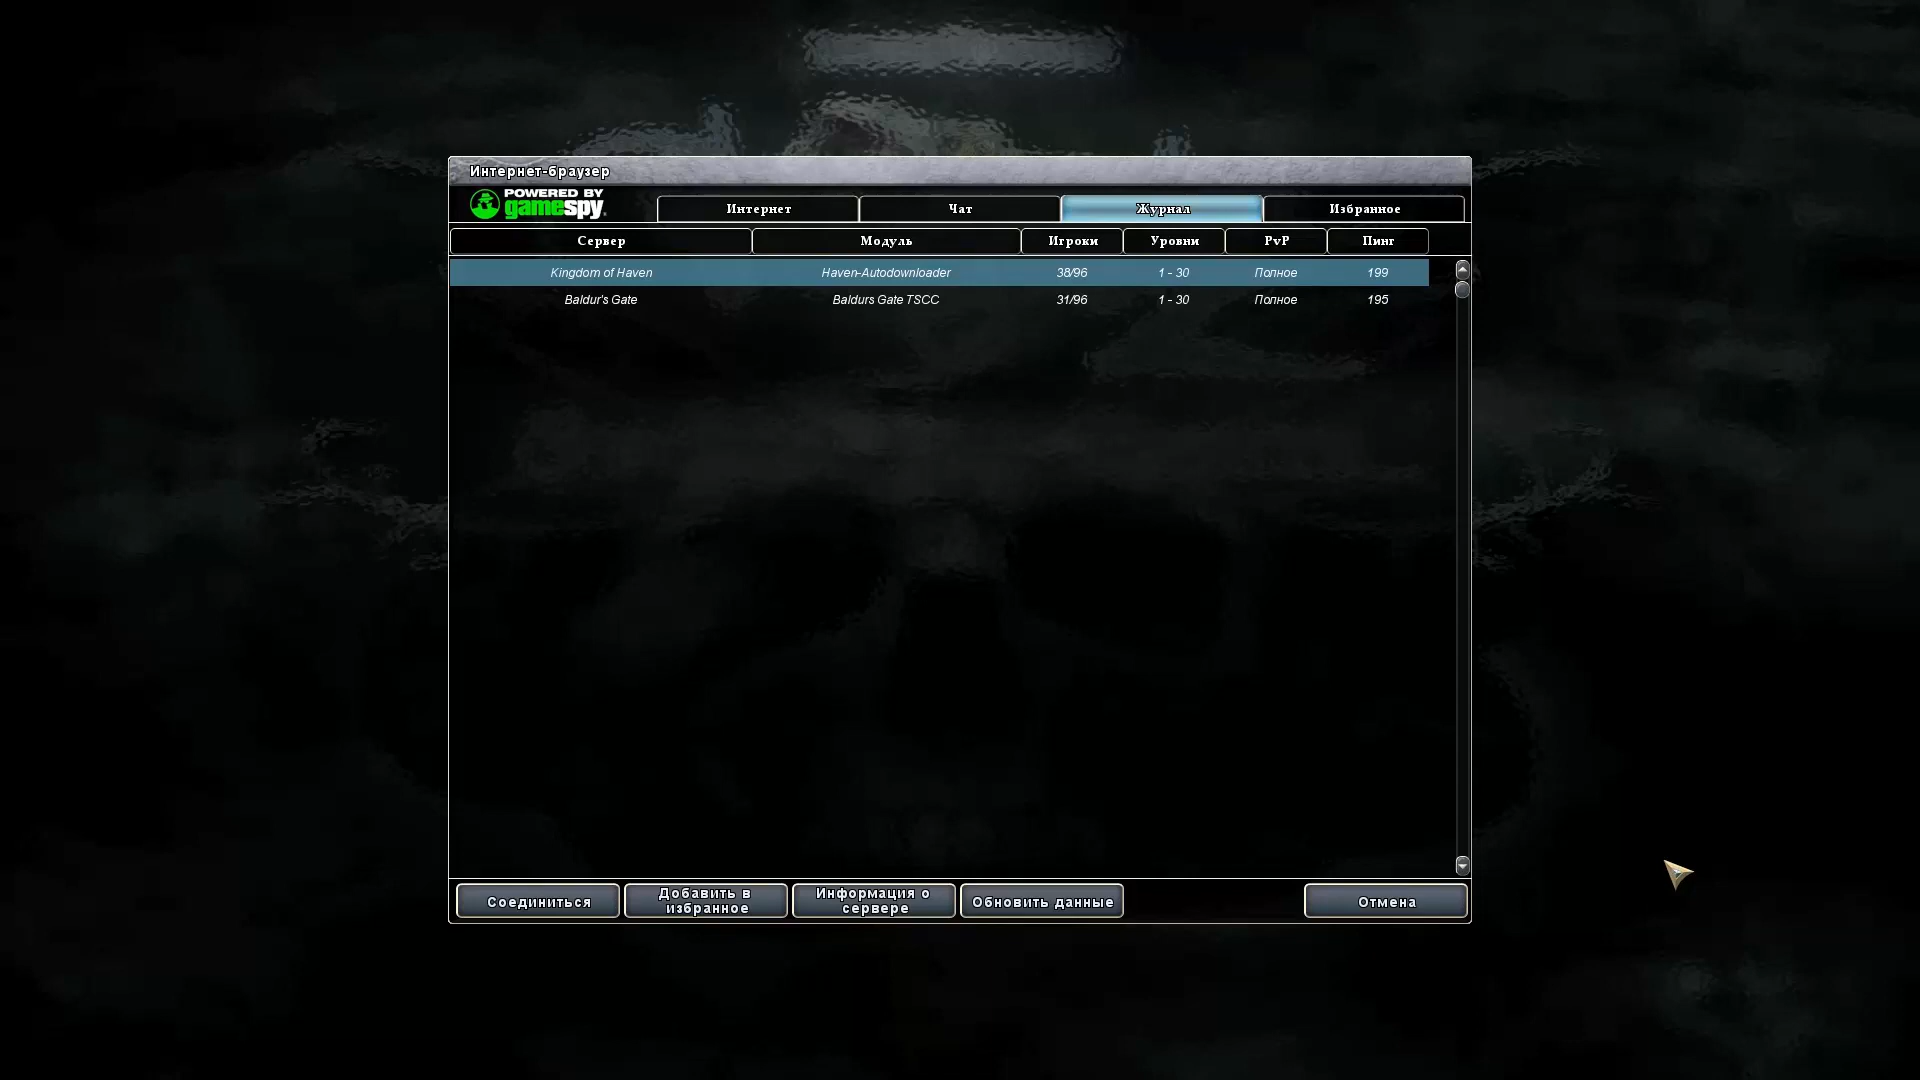 Интернет-браузер
POWERED BY
gamespy
Интернет Чат Журнал Избранное
Сервер Модуль Игроки Уровни PvP Пинг
Kingdom of Haven Haven-Autodownloader 38/96 1 - 30 Полное 199
Baldur's Gate Baldurs Gate TSCC 31/96 1 - 30 Полное 195
Соединиться
Добавить в
избранное
Информация о
сервере
Обновить данные
Отмена